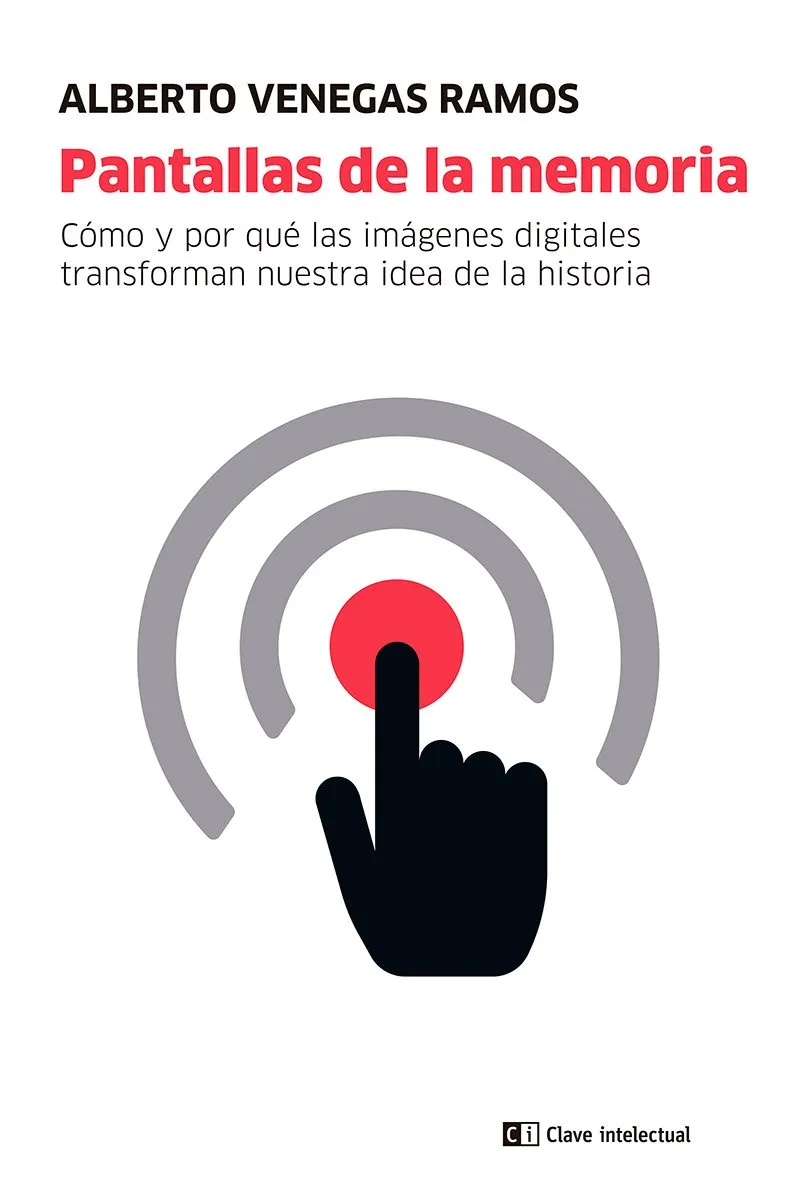 ALBERTO VENEGAS RAMOS
Pantallas de la memoria
Cómo y por qué las imágenes digitales
transforman nuestra idea de la historia
Ci Clave intelectual